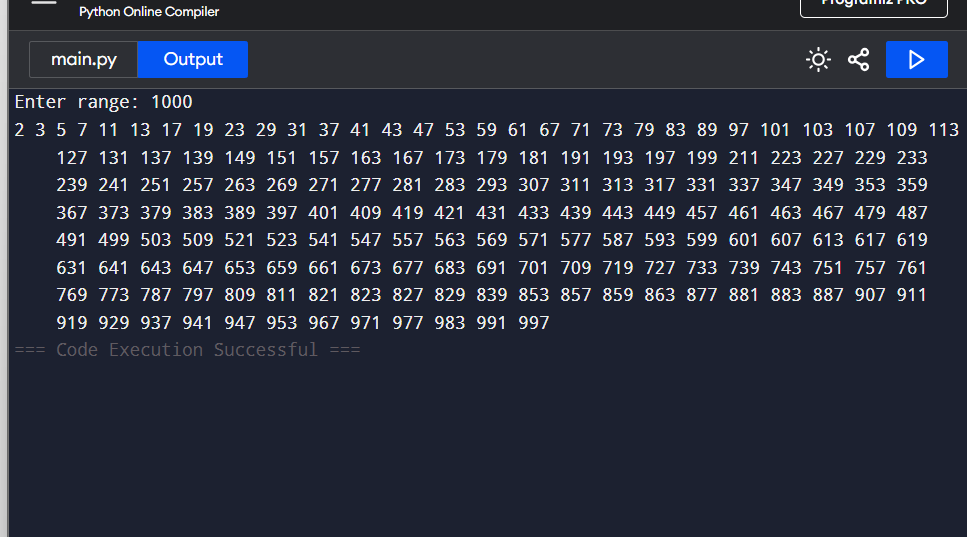 Python Online Compiler
Programiz PRO
main.py
Output
Enter range: 1000
2 3 5 7 11 13 17 19 23 29 31 37 41 43 47 53 59 61 67 71 73 79 83 89 97 101 103 107 109 113
127 131 137 139 149 151 157 163 167 173 179 181 191 193 197 199 211 223 227 229 233
239 241 251 257 263 269 271 277 281 283 293 307 311 313 317 331 337 347 349 353 359
367 373 379 383 389 397 401 409 419 421 431 433 439 443 449 457 461 463 467 479 487
491 499 503 509 521 523 541 547 557 563 569 571 577 587 593 599 601 607 613 617 619
631 641 643 647 653 659 661 673 677 683 691 701 709 719 727 733 739 743 751 757 761
769 773 787 797 809 811 821 823 827 829 839 853 857 859 863 877 881 883 887 907 911
919 929 937 941 947 953 967 971 977 983 991 997
=== Code Execution Successful ===